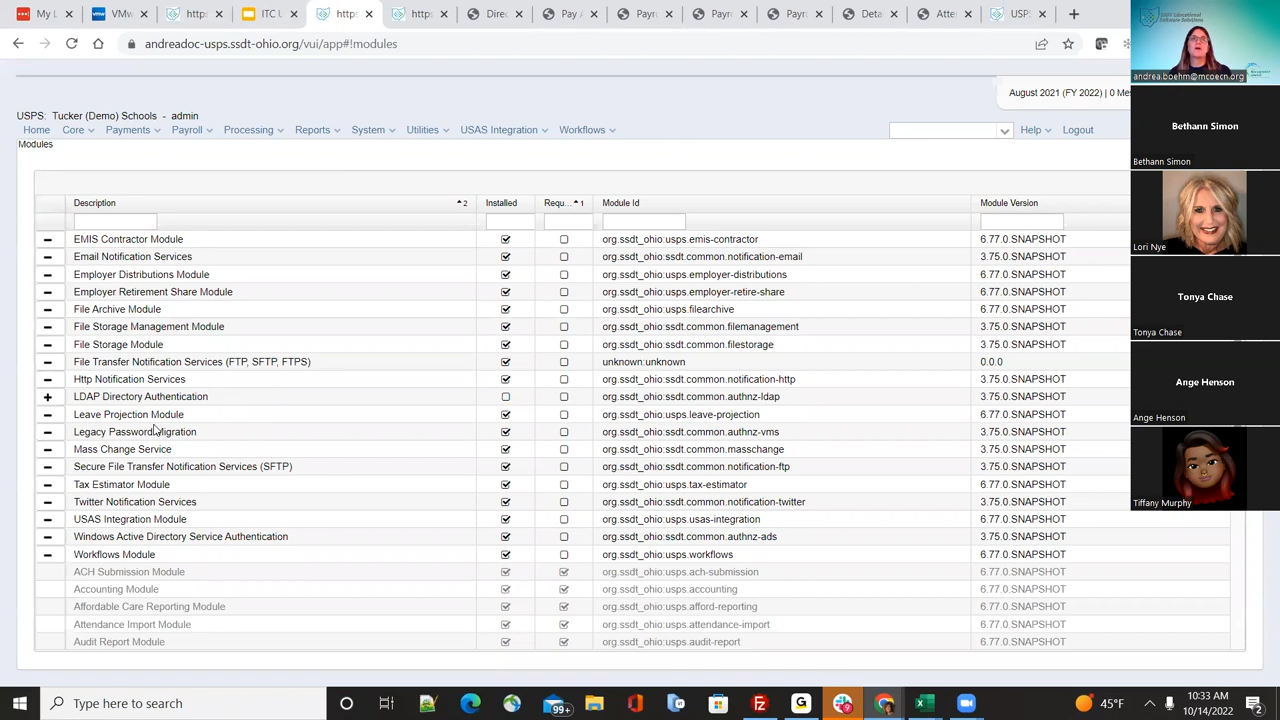 My L
VMw
http
ITC U
https
http
Payr
Payro
Payr
Payro
Deta
Atte
USPS
andreadoc-usps.ssdt-ohio.org/vui/app#!modules
August 2021 (FY 2022) | 0 Mes
USPS: Tucker (Demo) Schools - admin
Home Core Payments Payroll Processing Reports System Utilities USAS Integration Workflows Help Logout
Modules
Description 2 Installed Requ... 1 Module Id Module Version
EMIS Contractor Module org.ssdt_ohio:usps.emis-contractor 6.77.0.SNAPSHOT
Email Notification Services org.ssdt_ohio:ssdt.common.notification-email 3.75.0.SNAPSHOT
Employer Distributions Module org.ssdt_ohio:usps.employer-distributions 6.77.0.SNAPSHOT
Employer Retirement Share Module org.ssdt_ohio:usps.employer-retire-share 6.77.0.SNAPSHOT
File Archive Module org.ssdt_ohio:usps.filearchive 6.77.0.SNAPSHOT
File Storage Management Module org.ssdt_ohio:ssdt.common.filemanagement 3.75.0.SNAPSHOT
File Storage Module org.ssdt_ohio:ssdt.common.filestorage 3.75.0.SNAPSHOT
File Transfer Notification Services (FTP, SFTP, FTPS) unknown:unknown 0.0.0
Http Notification Services org.ssdt_ohio:ssdt.common.notification-http 3.75.0.SNAPSHOT
LDAP Directory Authentication org.ssdt_ohio:ssdt.common.authnz-ldap 3.75.0.SNAPSHOT
Leave Projection Module org.ssdt_ohio:usps.leave-projection 6.77.0.SNAPSHOT
Legacy Password Migration org.ssdt_ohio:ssdt.common.authnz-vms 3.75.0.SNAPSHOT
Mass Change Service org.ssdt_ohio:ssdt.common.masschange 3.75.0.SNAPSHOT
Secure File Transfer Notification Services (SFTP) org.ssdt_ohio:ssdt.common.notification-ftp 3.75.0.SNAPSHOT
Tax Estimator Module org.ssdt_ohio:usps.tax-estimator 6.77.0.SNAPSHOT
Twitter Notification Services org.ssdt_ohio:ssdt.common.notification-twitter 3.75.0.SNAPSHOT
USAS Integration Module org.ssdt_ohio:usps.usas-integration 6.77.0.SNAPSHOT
Windows Active Directory Service Authentication org.ssdt_ohio:ssdt.common.authnz-ads 3.75.0.SNAPSHOT
Workflows Module org.ssdt_ohio:usps.workflows 6.77.0.SNAPSHOT
ACH Submission Module org.ssdt_ohio:usps.ach-submission 6.77.0.SNAPSHOT
Accounting Module org.ssdt_ohio:usps.accounting 6.77.0.SNAPSHOT
Affordable Care Reporting Module org.ssdt_ohio:usps.afford-reporting 6.77.0.SNAPSHOT
Attendance Import Module org.ssdt_ohio:usps.attendance-import 6.77.0.SNAPSHOT
Audit Report Module org.ssdt_ohio:usps.audit-report 6.77.0.SNAPSHOT
andrea.boehm@mcoecn.org
Bethann Simon
Bethann Simon
Lori Nye
Tonya Chase
Tonya Chase
Ange Henson
Ange Henson
Tiffany Murphy
Type here to search
99+
45°F
10:33 AM
10/14/2022
2